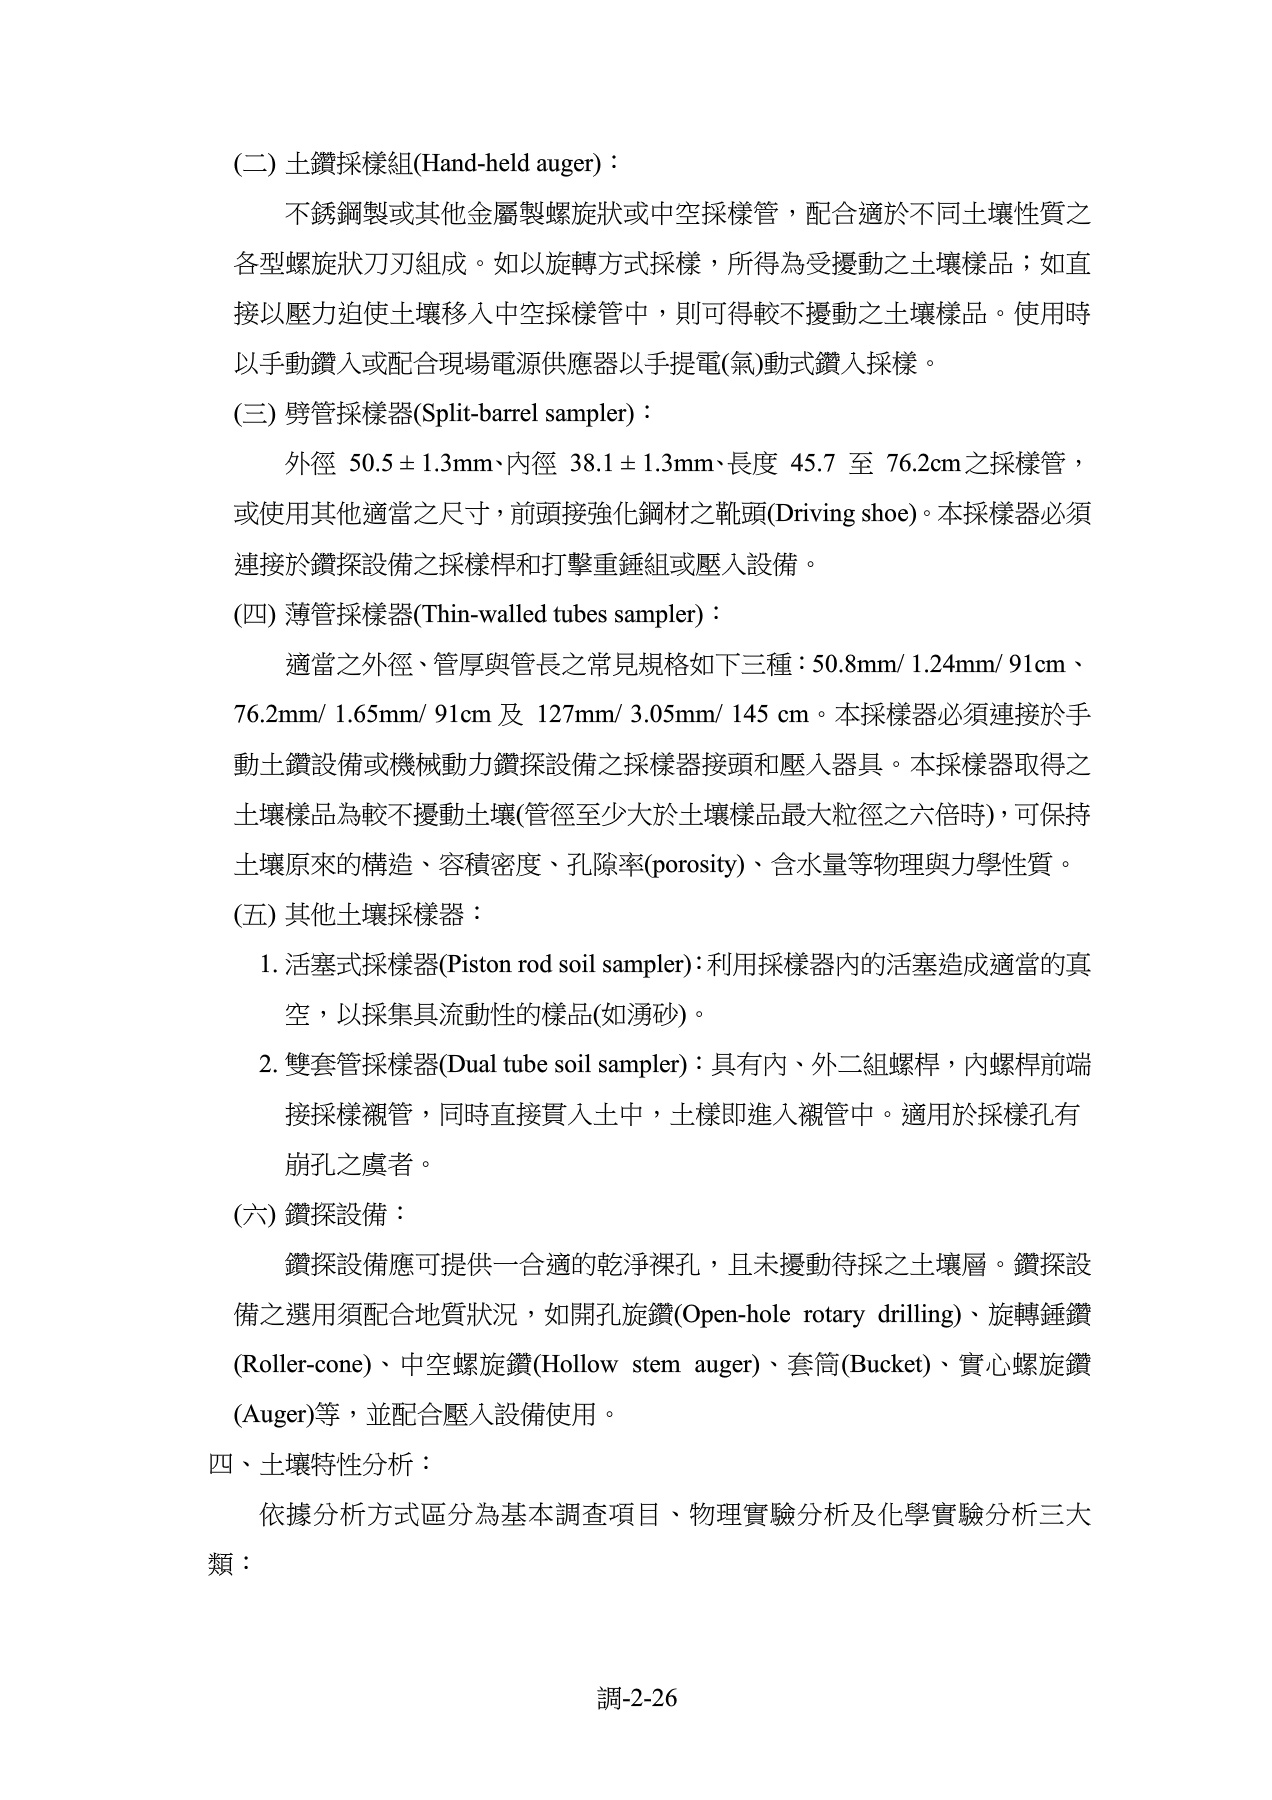 (二) 土鑽採樣組(Hand-held auger)：
不銹鋼製或其他金屬製螺旋狀或中空採樣管，配合適於不同土壤性質之
各型螺旋狀刀刃組成。如以旋轉方式採樣，所得為受擾動之土壤樣品；如直
接以壓力迫使土壤移入中空採樣管中，則可得較不擾動之土壤樣品。使用時
以手動鑽入或配合現場電源供應器以手提電(氣)動式鑽入採樣。
(三) 劈管採樣器(Split-barrel sampler)：
外徑 50.5 ± 1.3mm、內徑 38.1 ± 1.3mm、長度 45.7 至 76.2cm之採樣管，
或使用其他適當之尺寸，前頭接強化鋼材之靴頭(Driving shoe)。本採樣器必須
連接於鑽探設備之採樣桿和打擊重錘組或壓入設備。
(四) 薄管採樣器(Thin-walled tubes sampler)：
適當之外徑、管厚與管長之常見規格如下三種：50.8mm/ 1.24mm/ 91cm、
76.2mm/ 1.65mm/ 91cm 及 127mm/ 3.05mm/ 145 cm。本採樣器必須連接於手
動土鑽設備或機械動力鑽探設備之採樣器接頭和壓入器具。本採樣器取得之
土壤樣品為較不擾動土壤(管徑至少大於土壤樣品最大粒徑之六倍時)，可保持
土壤原來的構造、容積密度、孔隙率(porosity)、含水量等物理與力學性質。
(五) 其他土壤採樣器：
1. 活塞式採樣器(Piston rod soil sampler)：利用採樣器內的活塞造成適當的真
空，以採集具流動性的樣品(如湧砂)。
2. 雙套管採樣器(Dual tube soil sampler)：具有內、外二組螺桿，內螺桿前端
接採樣襯管，同時直接貫入土中，土樣即進入襯管中。適用於採樣孔有
崩孔之虞者。
(六) 鑽探設備：
鑽探設備應可提供一合適的乾淨裸孔，且未擾動待採之土壤層。鑽探設
備之選用須配合地質狀況，如開孔旋鑽(Open-hole rotary drilling)、旋轉錘鑽
(Roller-cone)、中空螺旋鑽(Hollow stem auger)、套筒(Bucket)、實心螺旋鑽
(Auger)等，並配合壓入設備使用。
四、土壤特性分析：
依據分析方式區分為基本調查項目、物理實驗分析及化學實驗分析三大
類：
調-2-26